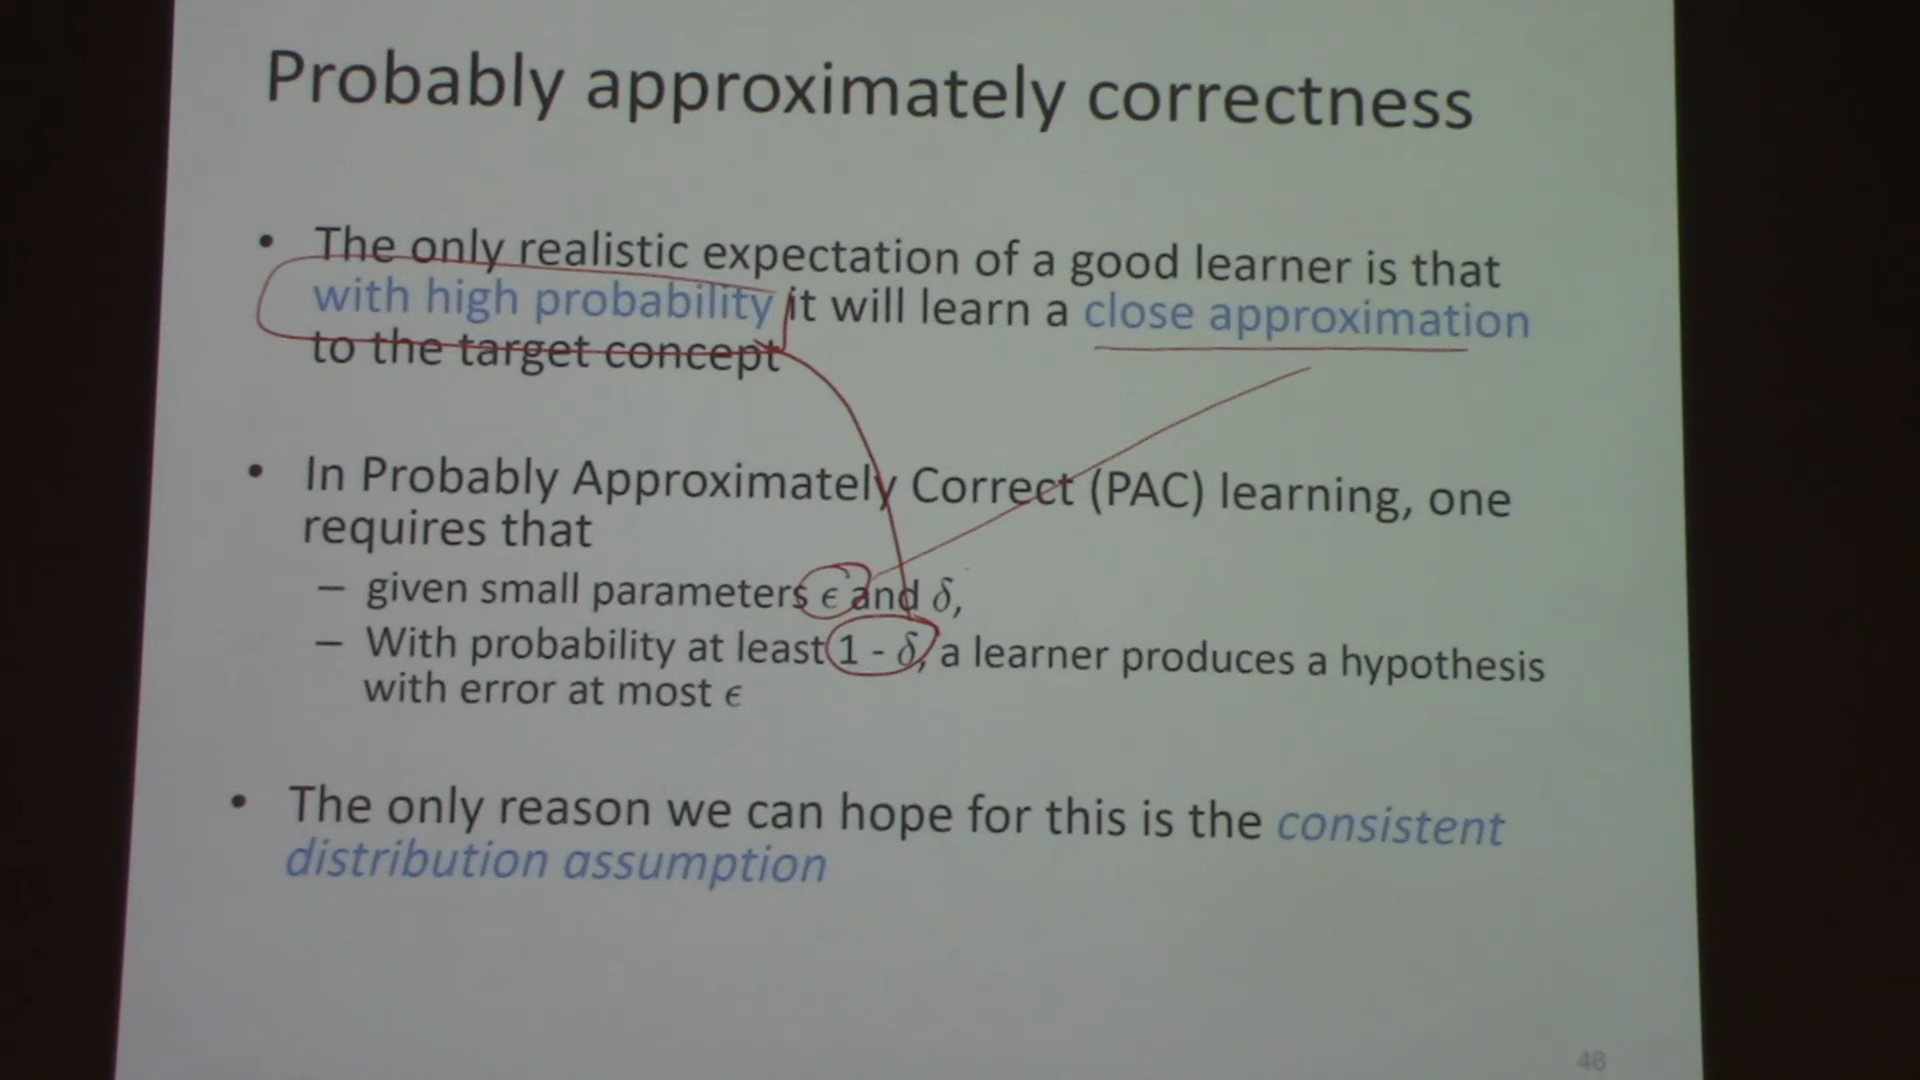 Probably approximately correctness
• The only realistic expectation of a good learner is that
with high probability it will learn a close approximation
to the target concept
• In Probably Approximately Correct (PAC) learning, one
requires that
– given small parameters ϵ and δ,
– With probability at least 1 - δ, a learner produces a hypothesis
with error at most ϵ
• The only reason we can hope for this is the consistent
distribution assumption
46